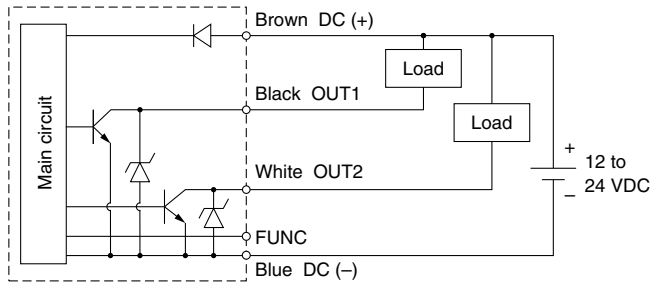 Brown DC (+)
Load
Black OUT1
Load
Main circuit
+
12 to
24 VDC
–
White OUT2
FUNC
Blue DC (–)